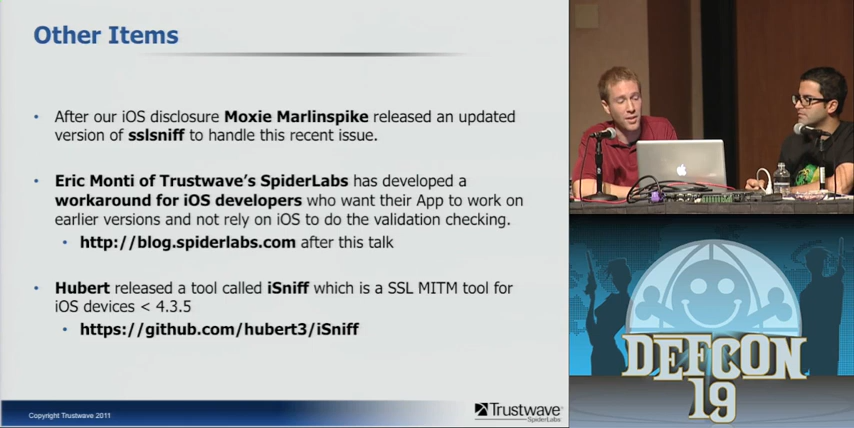 Other Items
• After our iOS disclosure Moxie Marlinspike released an updated
version of sslsniff to handle this recent issue.
• Eric Monti of Trustwave's SpiderLabs has developed a
workaround for iOS developers who want their App to work on
earlier versions and not rely on iOS to do the validation checking.
• http://blog.spiderlabs.com after this talk
• Hubert released a tool called iSniff which is a SSL MITM tool for
iOS devices < 4.3.5
• https://github.com/hubert3/iSniff
Copyright Trustwave 2011
Trustwave®
SpiderLabs
DEFCON
19